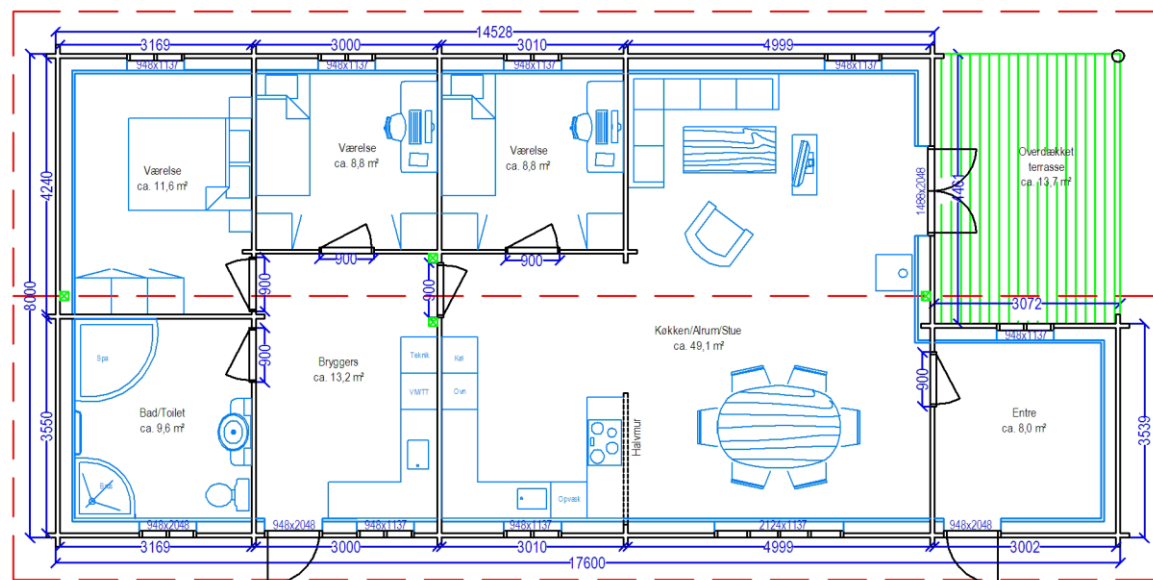 14528
3169
3000
3010
4999
948x1137
948x1137
948x1137
948x1137
Værelse
ca. 11,6 m²
Værelse
ca. 8,8 m²
Værelse
ca. 8,8 m²
Overdækket
terrasse
ca. 13,7 m²
4240
8000
1488x2048
4461
900
900
900
900
3072
948x1137
Spa
Bad/Toilet
ca. 9,6 m²
900
Bryggers
ca. 13,2 m²
Teknik
VM/TT
Køl
Ovn
Køkken/Alrum/Stue
ca. 49,1 m²
Halvmur
900
Entre
ca. 8,0 m²
3550
3539
Opvask
948x2048
948x2048
948x1137
948x1137
2124x1137
948x2048
3169
3000
3010
4999
3002
17600